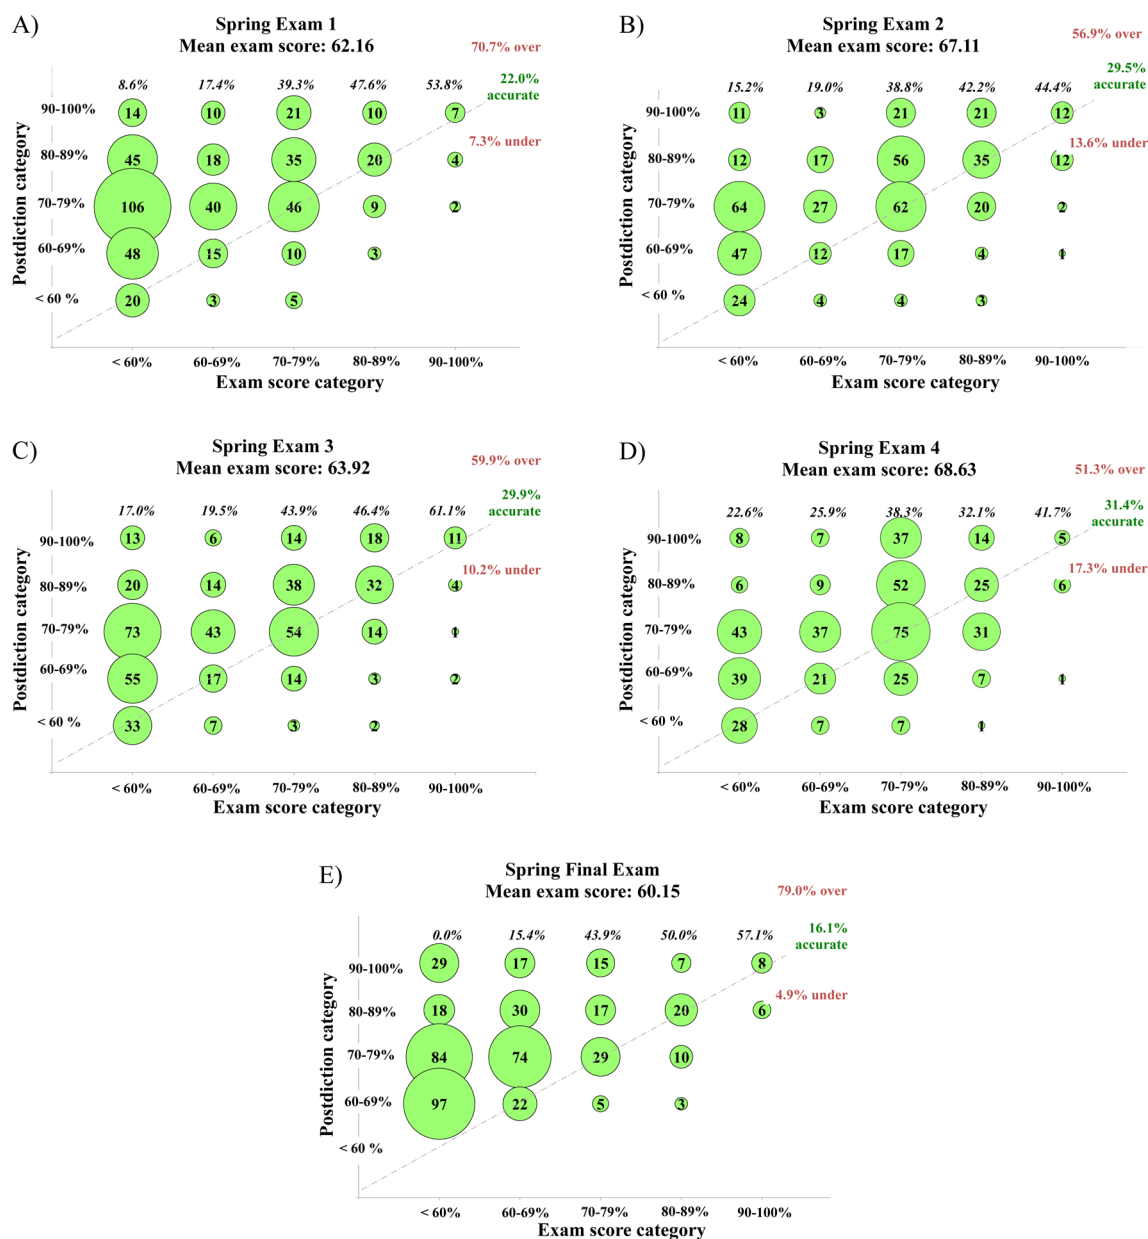 A)
Spring Exam 1
Mean exam score: 62.16
70.7% over
22.0%
accurate
7.3% under
8.6% 17.4% 39.3% 47.6% 53.8%
Postdiction category
90-100% 14 10 21 10 7
80-89% 45 18 35 20 4
70-79% 106 40 46 9 2
60-69% 48 15 10 3
< 60 % 20 3 5
< 60% 60-69% 70-79% 80-89% 90-100%
Exam score category
B)
Spring Exam 2
Mean exam score: 67.11
56.9% over
29.5%
accurate
13.6% under
15.2% 19.0% 38.8% 42.2% 44.4%
Postdiction category
90-100% 11 3 21 21 12
80-89% 12 17 56 35 12
70-79% 64 27 62 20 2
60-69% 47 12 17 4 1
< 60 % 24 4 4 3
< 60% 60-69% 70-79% 80-89% 90-100%
Exam score category
C)
Spring Exam 3
Mean exam score: 63.92
59.9% over
29.9%
accurate
10.2% under
17.0% 19.5% 43.9% 46.4% 61.1%
Postdiction category
90-100% 13 6 14 18 11
80-89% 20 14 38 32 4
70-79% 73 43 54 14 1
60-69% 55 17 14 3 2
< 60 % 33 7 3 2
< 60% 60-69% 70-79% 80-89% 90-100%
Exam score category
D)
Spring Exam 4
Mean exam score: 68.63
51.3% over
31.4%
accurate
17.3% under
22.6% 25.9% 38.3% 32.1% 41.7%
Postdiction category
90-100% 8 7 37 14 5
80-89% 6 9 52 25 6
70-79% 43 37 75 31
60-69% 39 21 25 7 1
< 60 % 28 7 7 1
< 60% 60-69% 70-79% 80-89% 90-100%
Exam score category
E)
Spring Final Exam
Mean exam score: 60.15
79.0% over
16.1%
accurate
4.9% under
0.0% 15.4% 43.9% 50.0% 57.1%
Postdiction category
90-100% 29 17 15 7 8
80-89% 18 30 17 20 6
70-79% 84 74 29 10
60-69% 97 22 5 3
< 60 %
< 60% 60-69% 70-79% 80-89% 90-100%
Exam score category